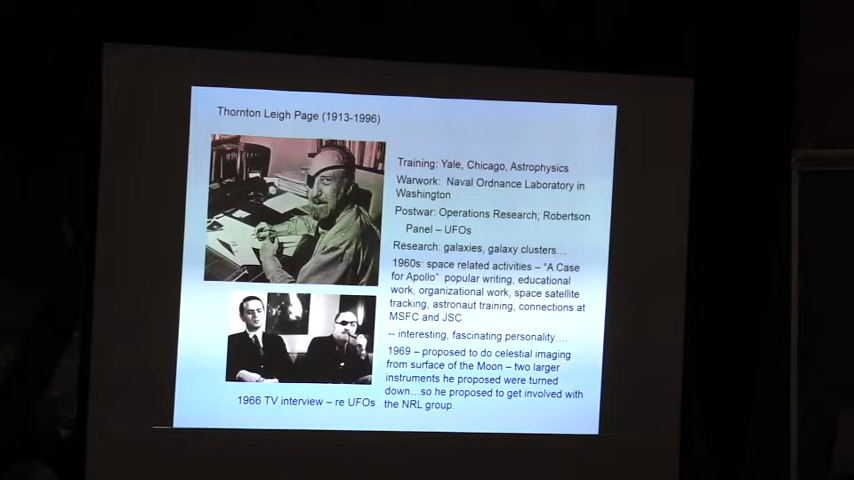 Thornton Leigh Page (1913-1996)
Training: Yale, Chicago, Astrophysics
Warwork: Naval Ordnance Laboratory in
Washington
Postwar: Operations Research; Robertson
Panel – UFOs
Research: galaxies, galaxy clusters…
1960s: space related activities – “A Case
for Apollo” popular writing, educational
work, organizational work, space satellite
tracking, astronaut training, connections at
MSFC and JSC
-- interesting, fascinating personality….
1969 – proposed to do celestial imaging
from surface of the Moon – two larger
instruments he proposed were turned
down…so he proposed to get involved with
the NRL group.
1966 TV interview – re UFOs